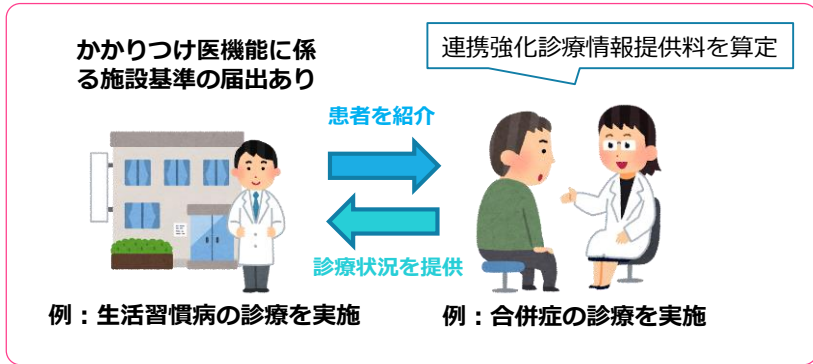 かかりつけ医機能に係
る施設基準の届出あり
連携強化診療情報提供料を算定
患者を紹介
診療状況を提供
例：生活習慣病の診療を実施
例：合併症の診療を実施